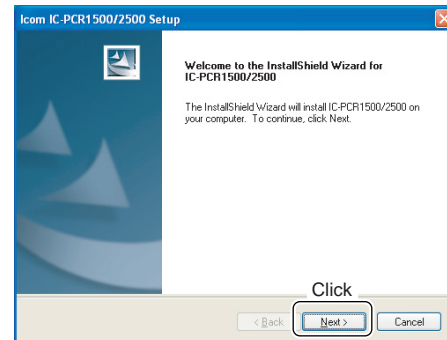 Icom IC-PCR1500/2500 Setup
Welcome to the InstallShield Wizard for
IC-PCR1500/2500
The InstallShield Wizard will install IC-PCR1500/2500 on
your computer. To continue, click Next.
Click
< Back
Next >
Cancel